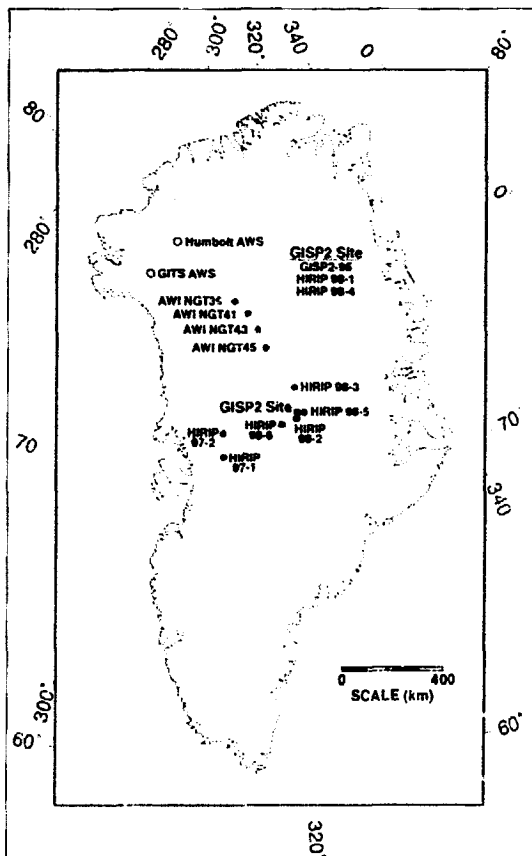 280°
300°
320°
340
0
80°
80
0
280°
Humbolt AWS
GISP2 Site
GISP2-96
HIRIP 98-1
HIRIP 98-4
GITS AWS
AWI NGT35
AWI NGT41
AWI NGT43
AWI NGT45
HIRIP 98-3
GISP2 Site
HIRIP 98-5
HIRIP
97-2
HIRIP
98-6
HIRIP
98-2
HIRIP
97-1
70
70
340
0
400
SCALE (km)
300°
60°
60°
320°